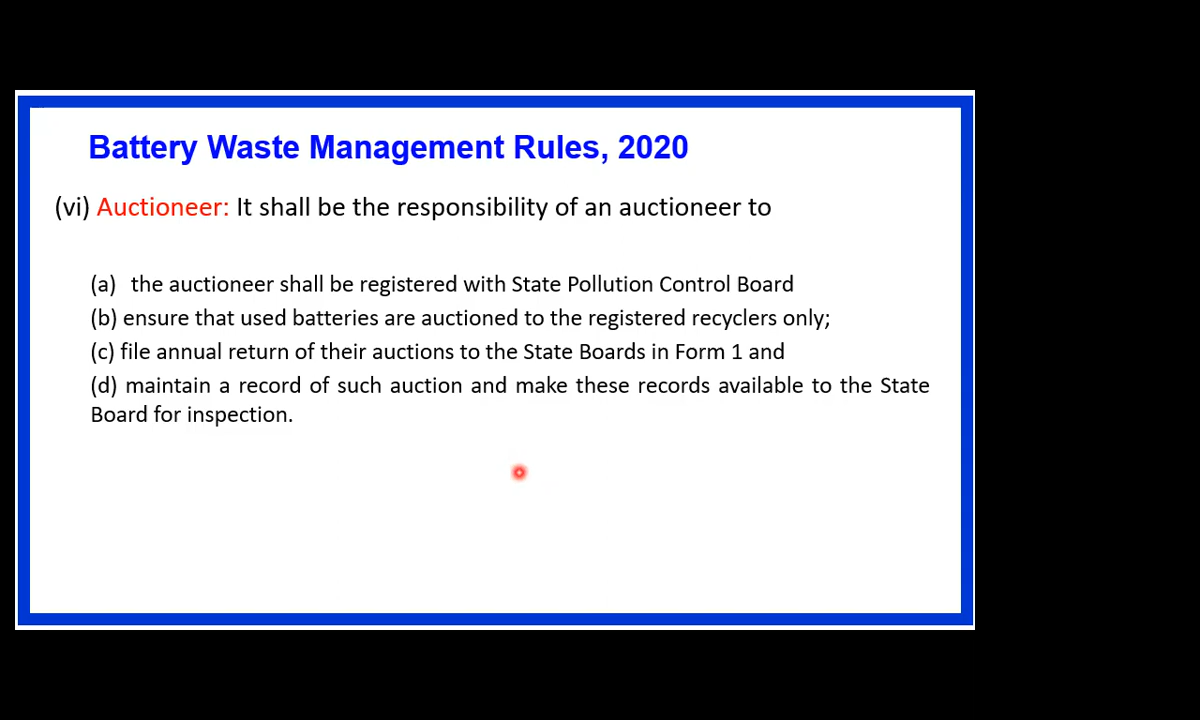 Battery Waste Management Rules, 2020
(vi) Auctioneer: It shall be the responsibility of an auctioneer to
(a) the auctioneer shall be registered with State Pollution Control Board
(b) ensure that used batteries are auctioned to the registered recyclers only;
(c) file annual return of their auctions to the State Boards in Form 1 and
(d) maintain a record of such auction and make these records available to the State
Board for inspection.